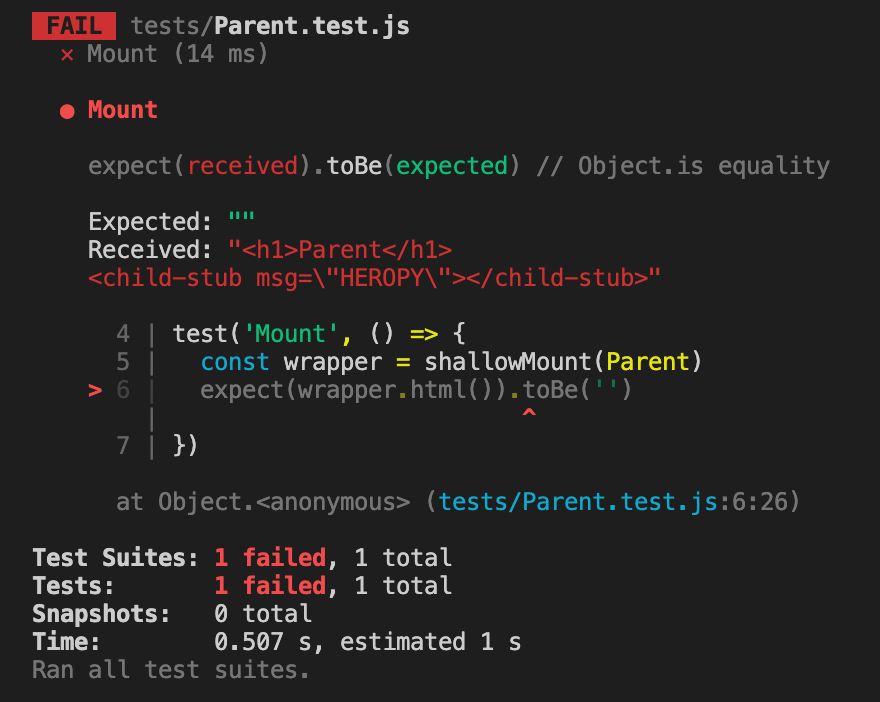 FAIL tests/Parent.test.js
✕ Mount (14 ms)
● Mount
expect(received).toBe(expected) // Object.is equality
Expected: ""
Received: "<h1>Parent</h1>
<child-stub msg=\"HEROPY\"></child-stub>"
4 | test('Mount', () => {
5 | const wrapper = shallowMount(Parent)
> 6 | expect(wrapper.html()).toBe('')
| ^
7 | })
at Object.<anonymous> (tests/Parent.test.js:6:26)
Test Suites: 1 failed, 1 total
Tests: 1 failed, 1 total
Snapshots: 0 total
Time: 0.507 s, estimated 1 s
Ran all test suites.